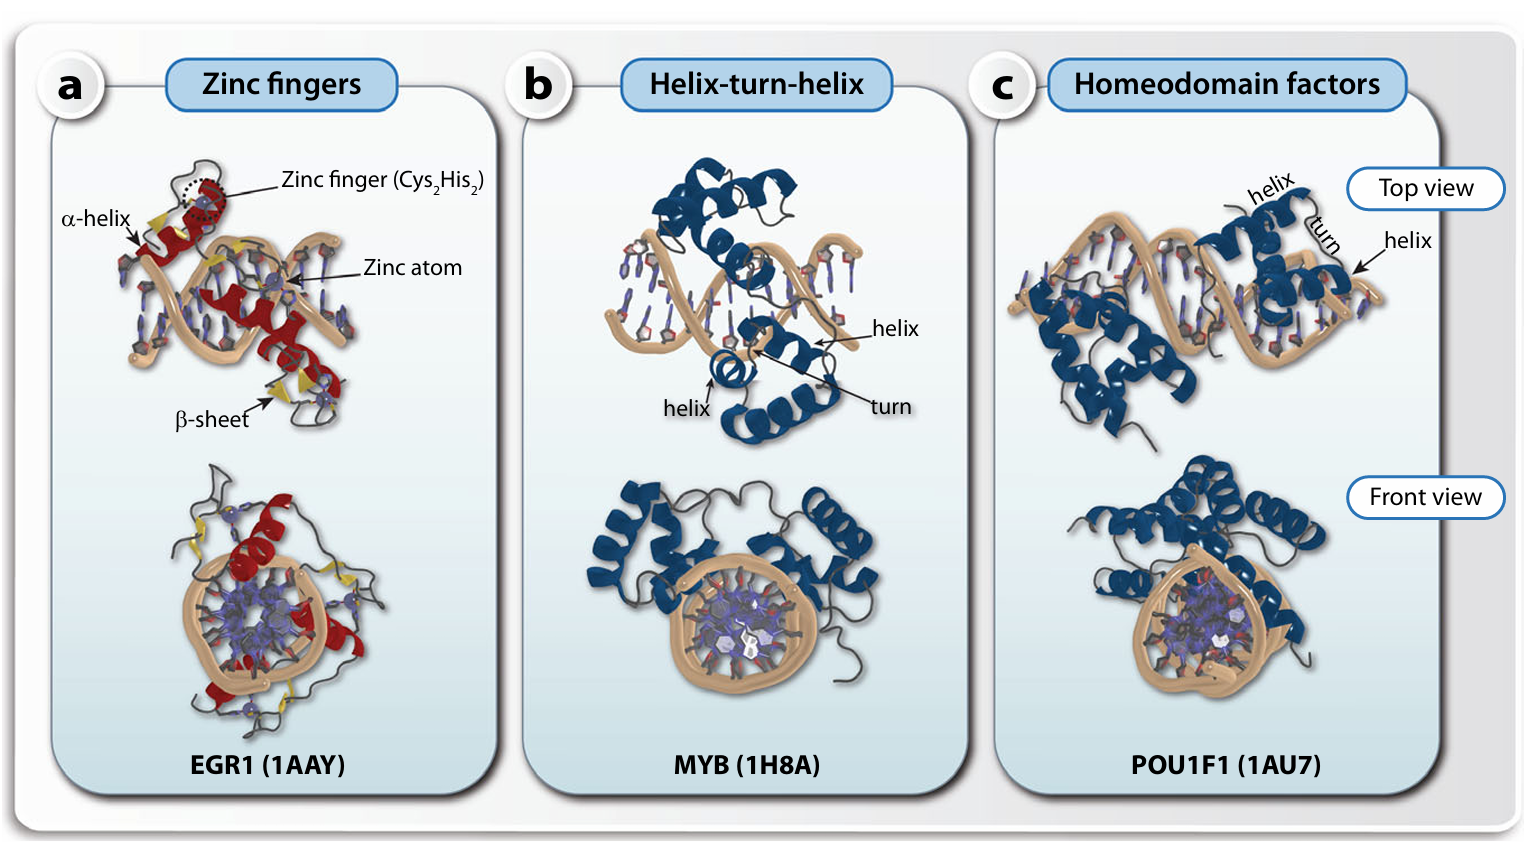 a
Zinc fingers
Zinc finger (Cys₂His₂)
α-helix
Zinc atom
β-sheet
EGR1 (1AAY)
b
Helix-turn-helix
helix
helix
turn
MYB (1H8A)
c
Homeodomain factors
helix
turn
helix
Top view
Front view
POU1F1 (1AU7)